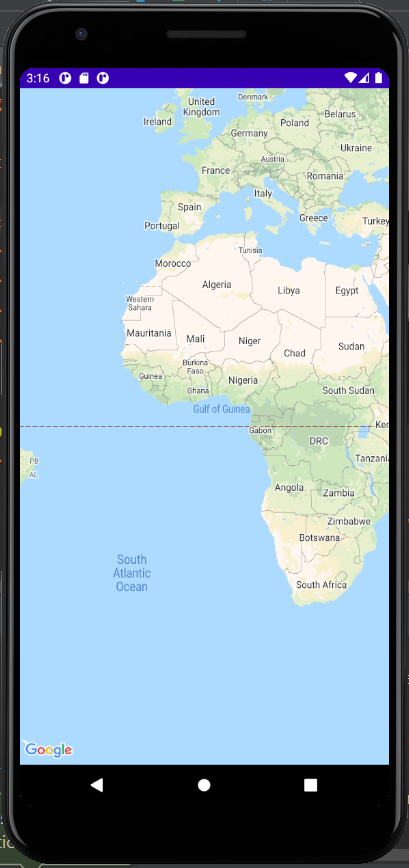 3:16
United
Kingdom
Denmark
Ireland
Poland
Belarus
Germany
Ukraine
Austria
France
Romania
Italy
Spain
Greece
Turkey
Portugal
Tunisia
Morocco
Algeria
Libya
Egypt
Western
Sahara
Mauritania
Mali
Niger
Chad
Sudan
Burkina
Faso
Guinea
Nigeria
Ghana
South Sudan
Gulf of Guinea
Gabon
Ken
DRC
PB
AL
Tanzani
Angola
Zambia
Zimbabwe
Botswana
South
Atlantic
Ocean
South Africa
Google